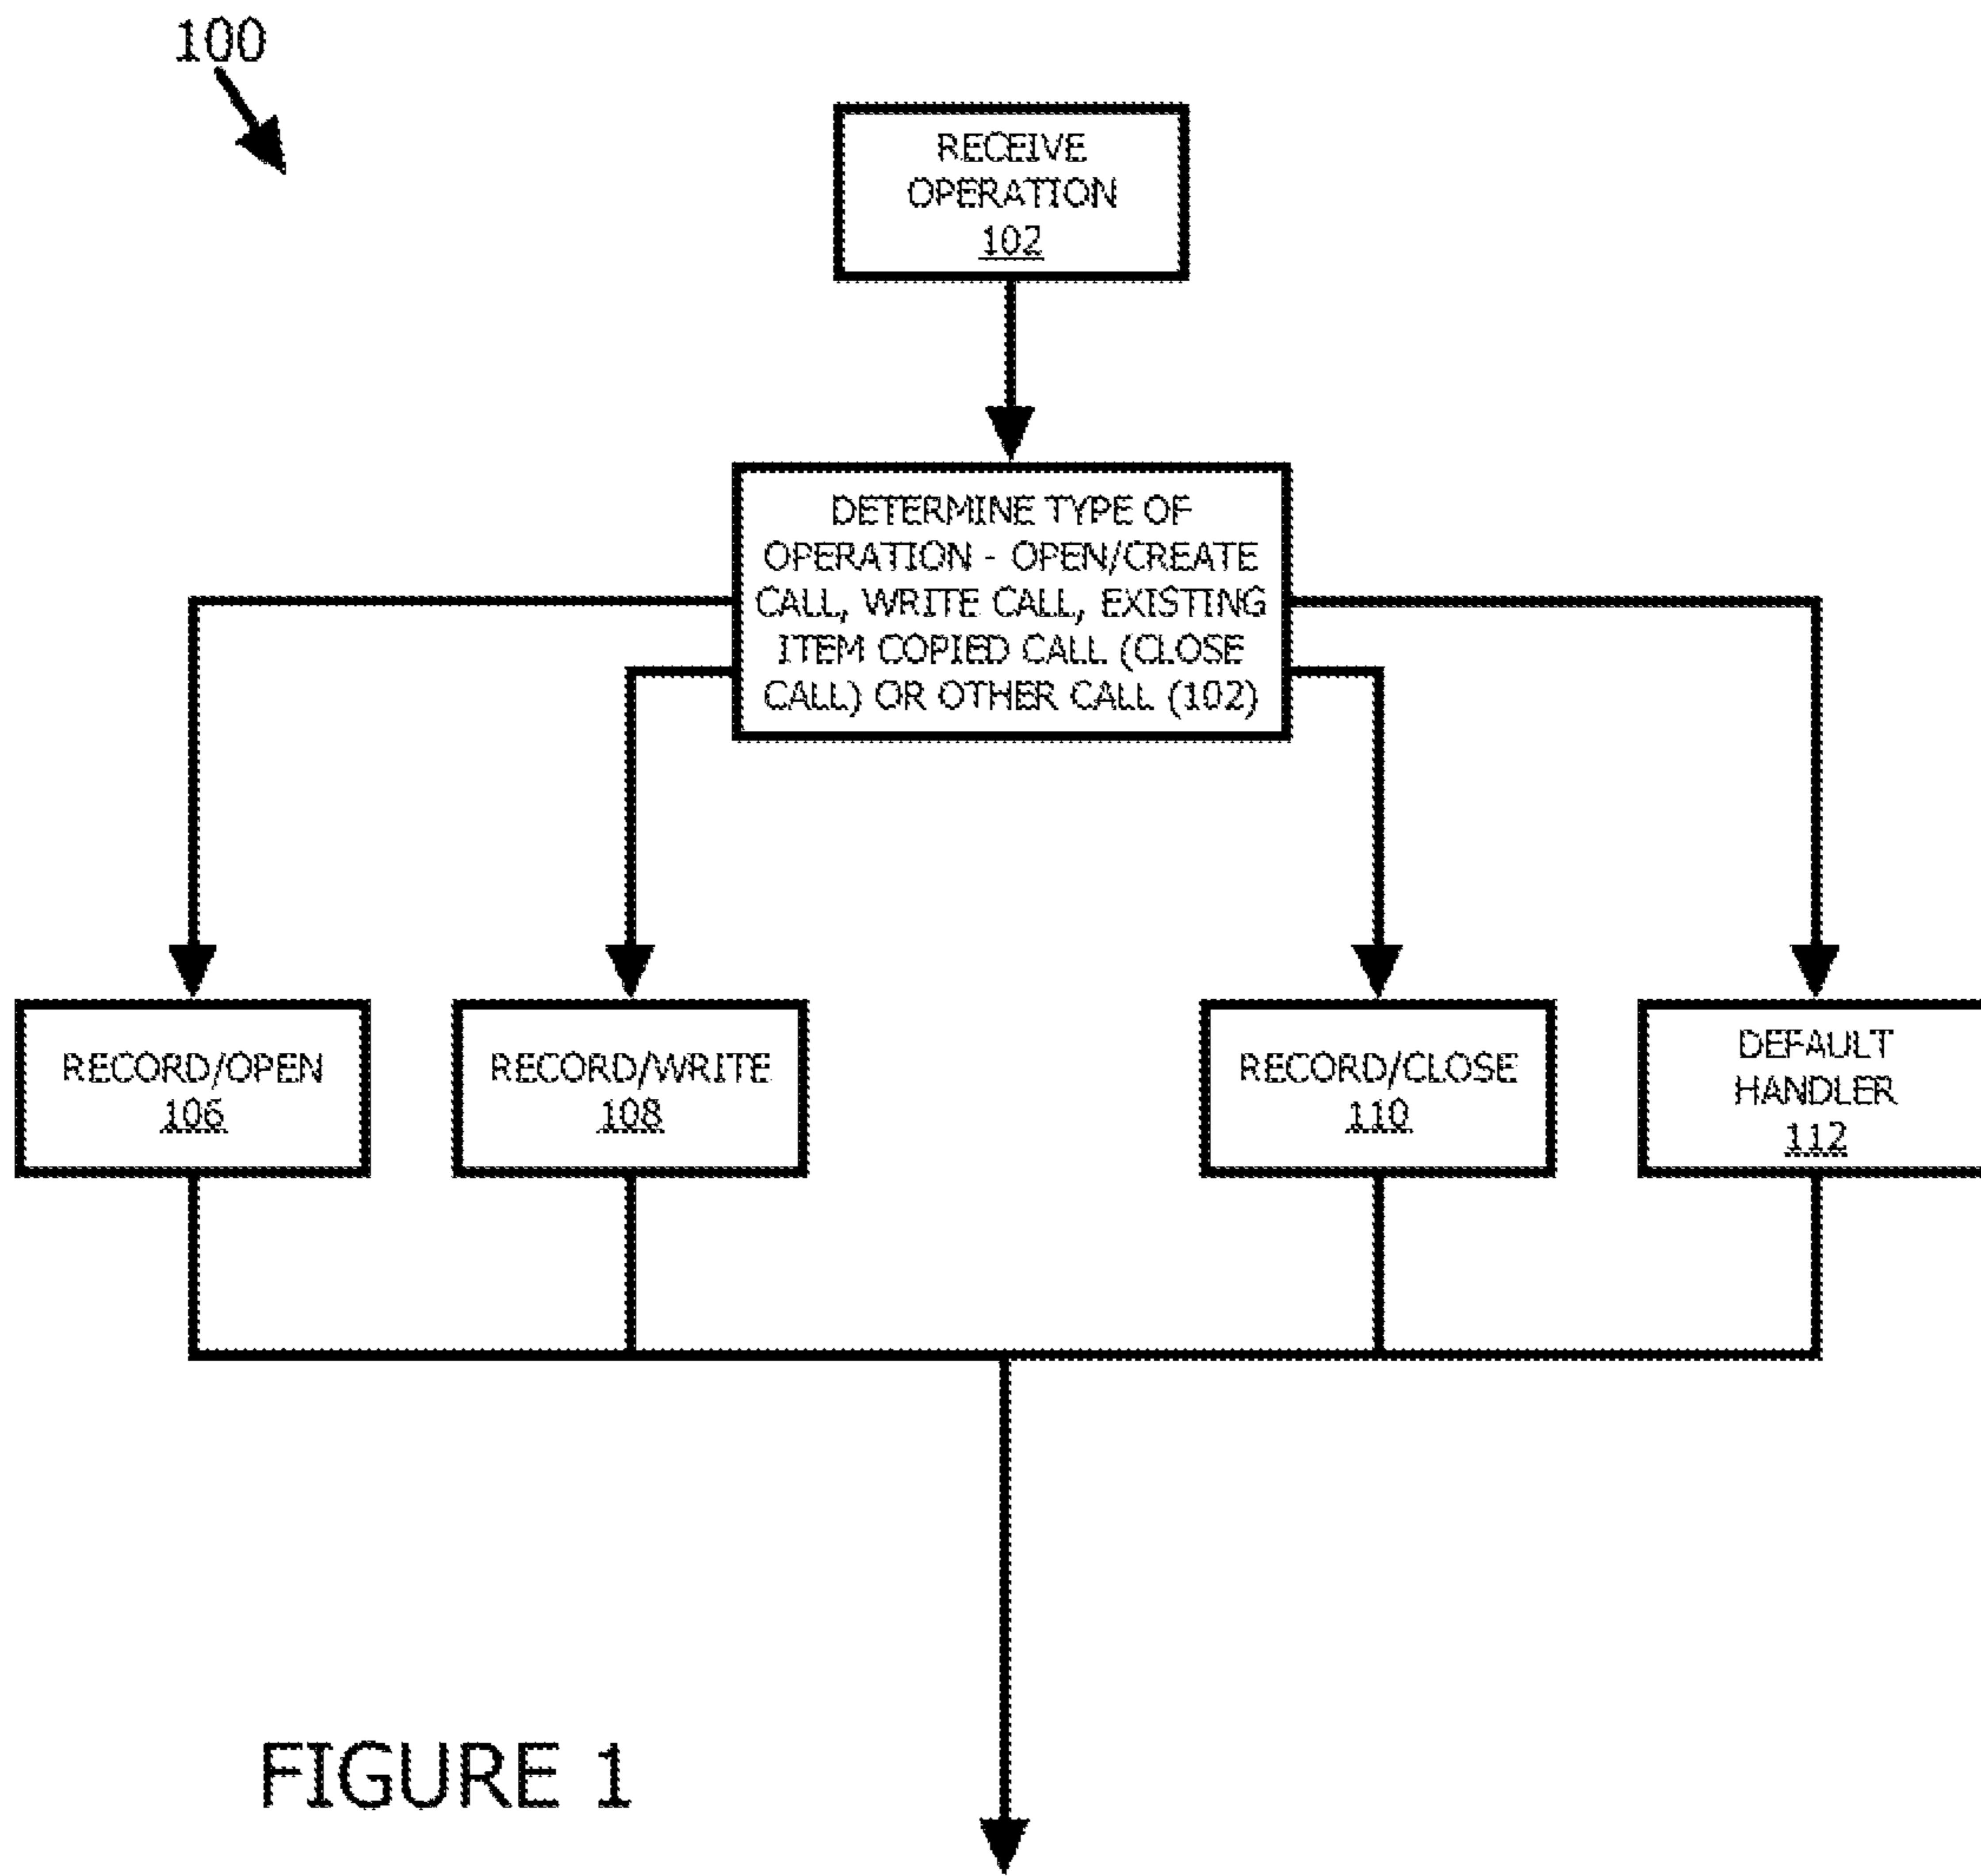 100
RECEIVE
OPERATION
102
DETERMINE TYPE OF
OPERATION - OPEN/CREATE
CALL, WRITE CALL, EXISTING
ITEM COPIED CALL (CLOSE
CALL) OR OTHER CALL (102)
RECORD/OPEN
106
RECORD/WRITE
108
RECORD/CLOSE
110
DEFAULT
HANDLER
112
FIGURE 1